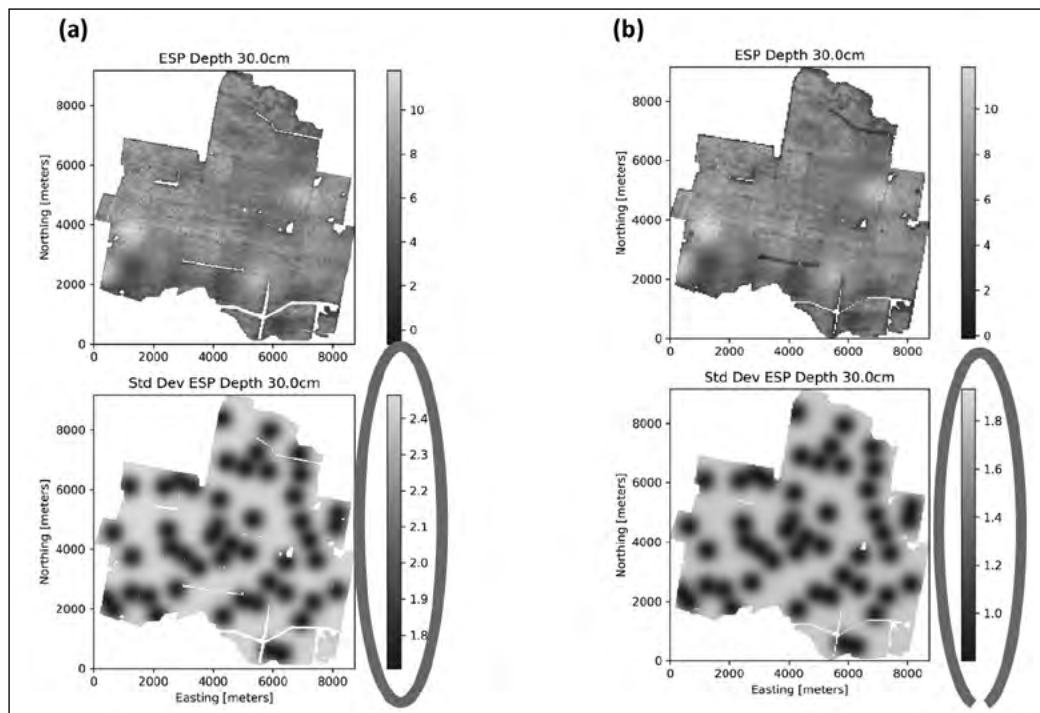 (a)
ESP Depth 30.0cm
Northing [meters]
8000
6000
4000
2000
0
0 2000 4000 6000 8000
10
8
6
4
2
0
Std Dev ESP Depth 30.0cm
Northing [meters]
8000
6000
4000
2000
0
0 2000 4000 6000 8000
Easting [meters]
2.4
2.3
2.2
2.1
2.0
1.9
1.8
(b)
ESP Depth 30.0cm
Northing [meters]
8000
6000
4000
2000
0
0 2000 4000 6000 8000
10
8
6
4
2
0
Std Dev ESP Depth 30.0cm
Northing [meters]
8000
6000
4000
2000
0
0 2000 4000 6000 8000
Easting [meters]
1.8
1.6
1.4
1.2
1.0